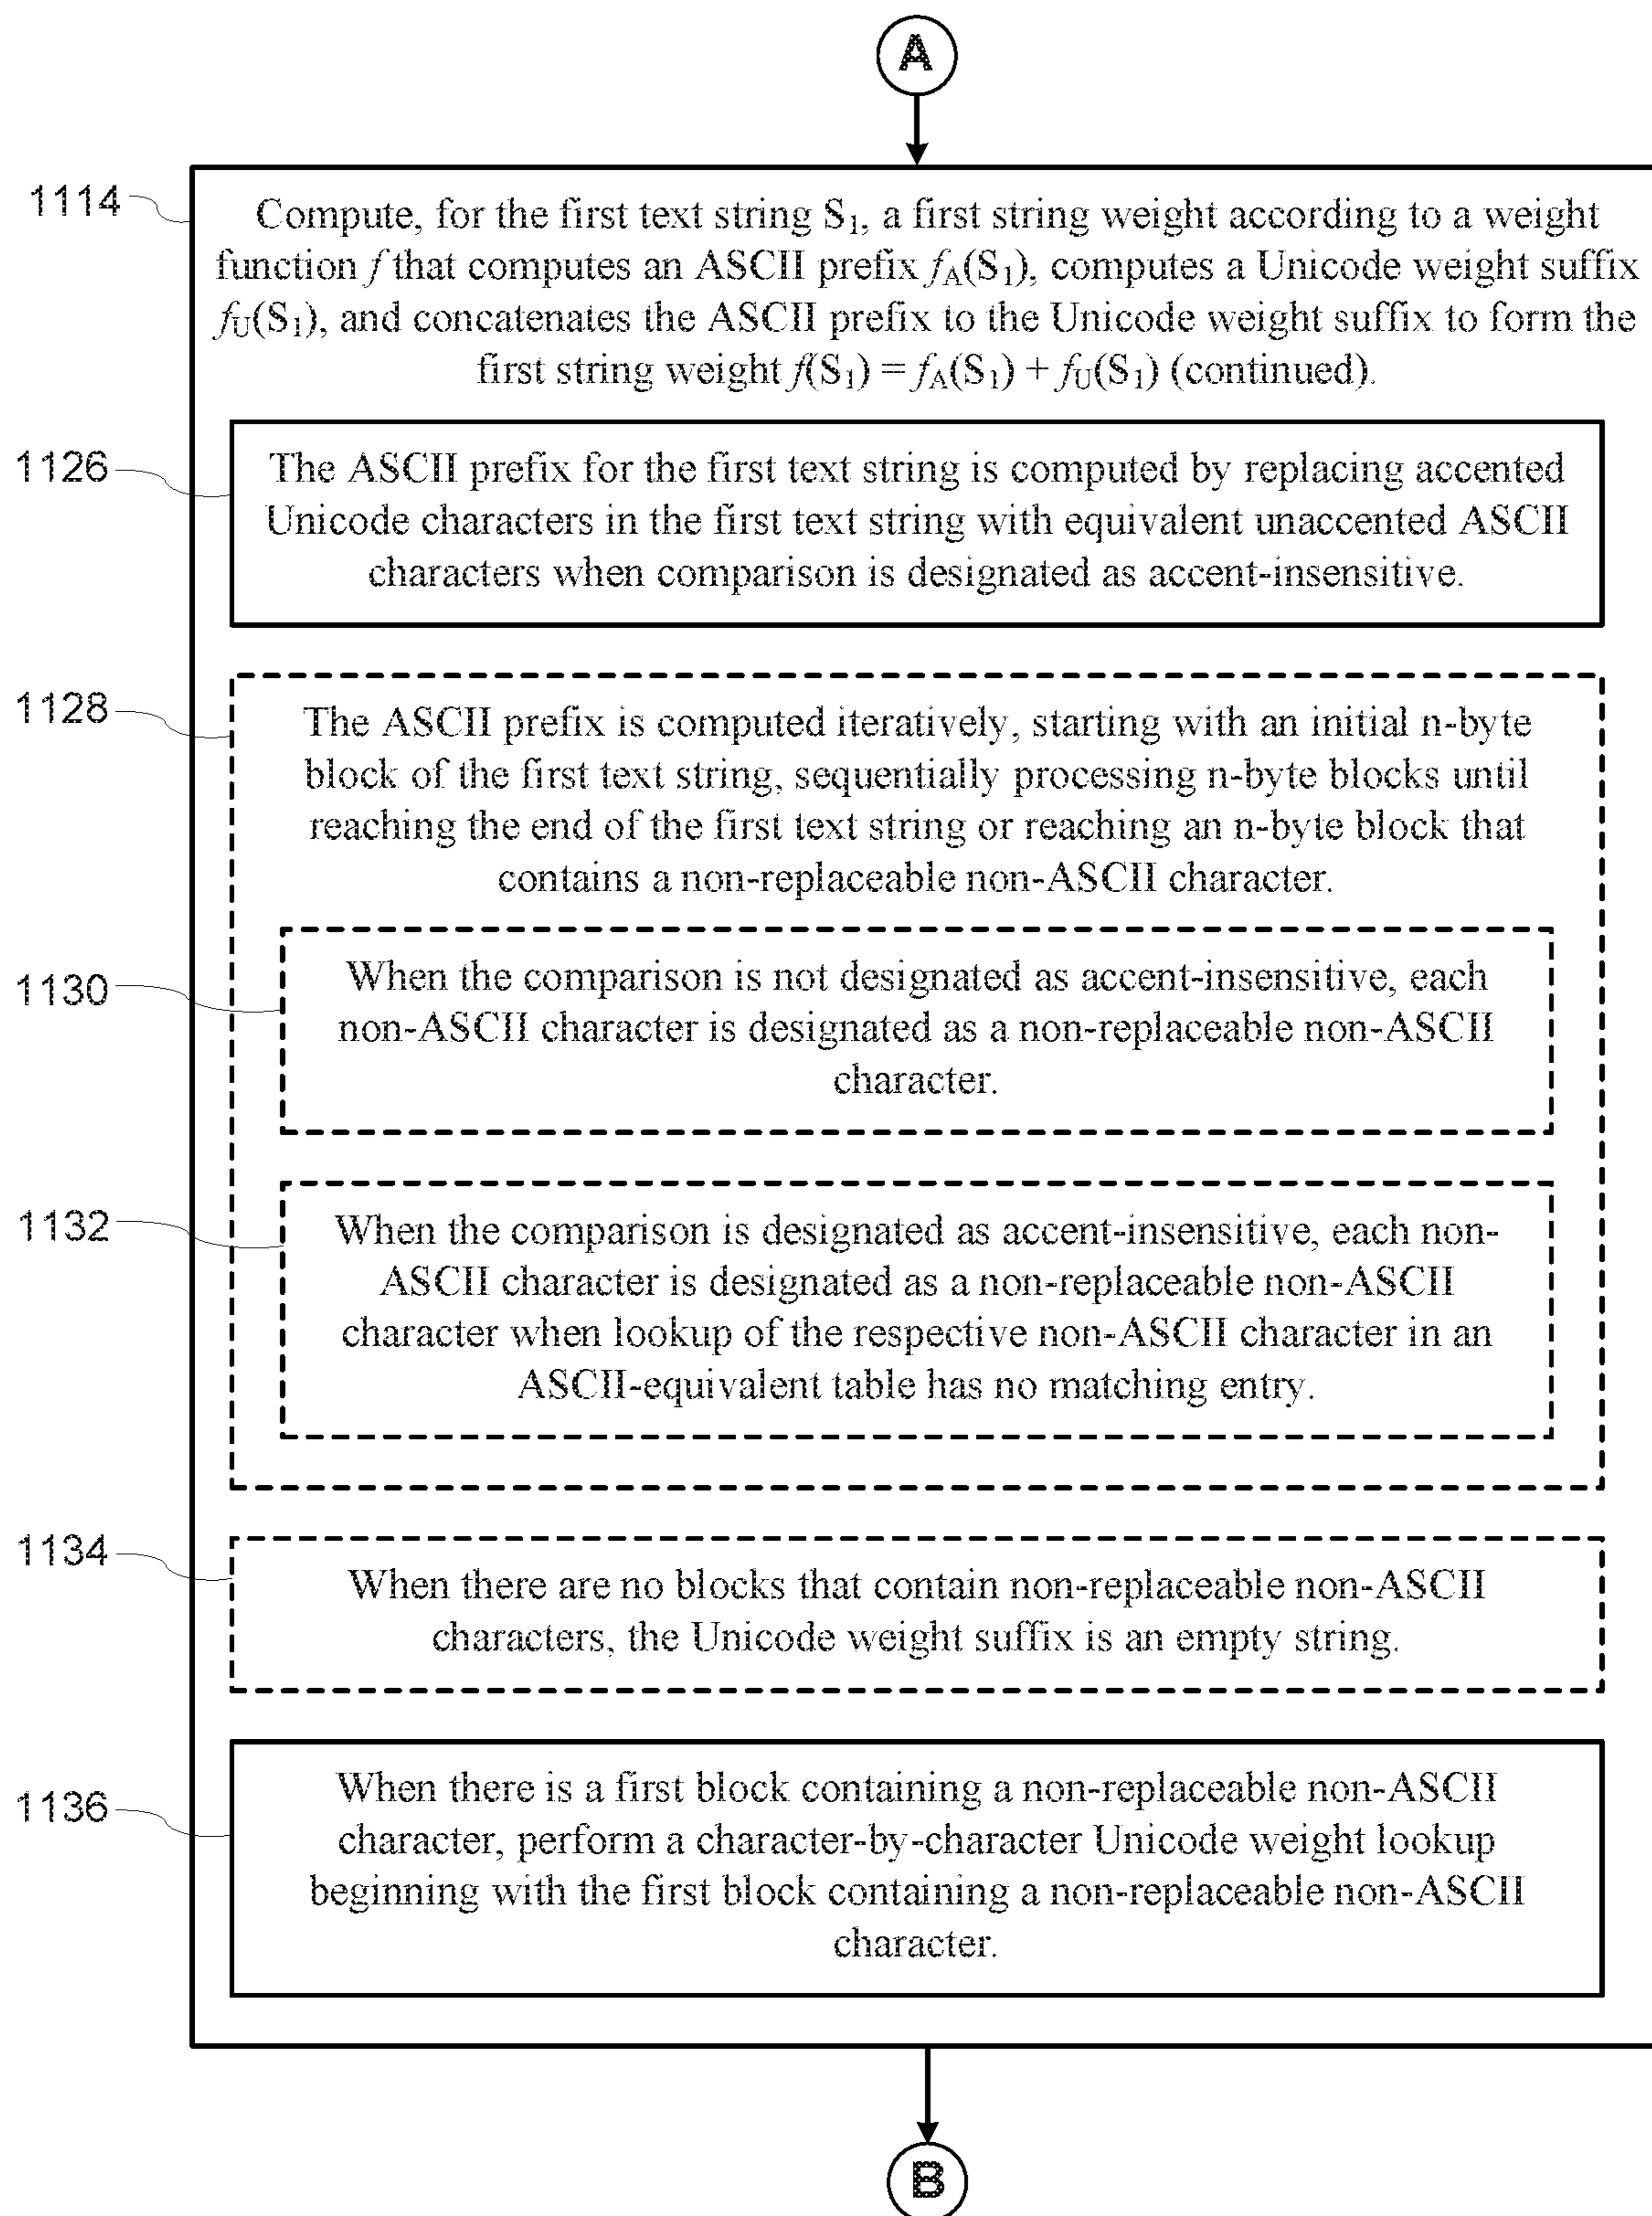 A
1114
Compute, for the first text string S₁, a first string weight according to a weight
function f that computes an ASCII prefix f_A(S₁), computes a Unicode weight suffix
f_U(S₁), and concatenates the ASCII prefix to the Unicode weight suffix to form the
first string weight f(S₁) = f_A(S₁) + f_U(S₁) (continued).
1126
The ASCII prefix for the first text string is computed by replacing accented
Unicode characters in the first text string with equivalent unaccented ASCII
characters when comparison is designated as accent-insensitive.
1128
The ASCII prefix is computed iteratively, starting with an initial n-byte
block of the first text string, sequentially processing n-byte blocks until
reaching the end of the first text string or reaching an n-byte block that
contains a non-replaceable non-ASCII character.
1130
When the comparison is not designated as accent-insensitive, each
non-ASCII character is designated as a non-replaceable non-ASCII
character.
1132
When the comparison is designated as accent-insensitive, each non-
ASCII character is designated as a non-replaceable non-ASCII
character when lookup of the respective non-ASCII character in an
ASCII-equivalent table has no matching entry.
1134
When there are no blocks that contain non-replaceable non-ASCII
characters, the Unicode weight suffix is an empty string.
1136
When there is a first block containing a non-replaceable non-ASCII
character, perform a character-by-character Unicode weight lookup
beginning with the first block containing a non-replaceable non-ASCII
character.
B